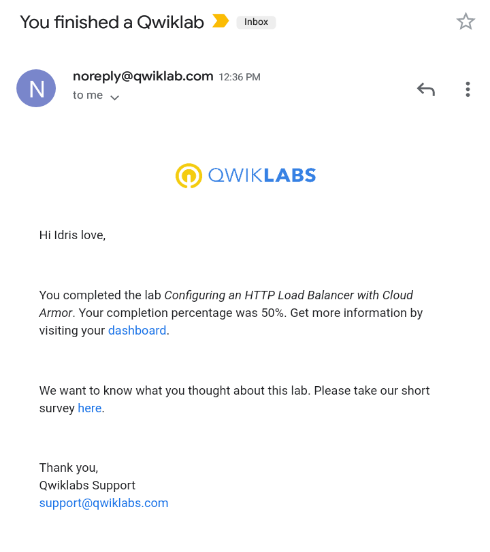 You finished a Qwiklab
Inbox
N
noreply@qwiklab.com 12:36 PM
to me
QWIKLABS
Hi Idris love,
You completed the lab Configuring an HTTP Load Balancer with Cloud
Armor. Your completion percentage was 50%. Get more information by
visiting your dashboard.
We want to know what you thought about this lab. Please take our short
survey here.
Thank you,
Qwiklabs Support
support@qwiklabs.com